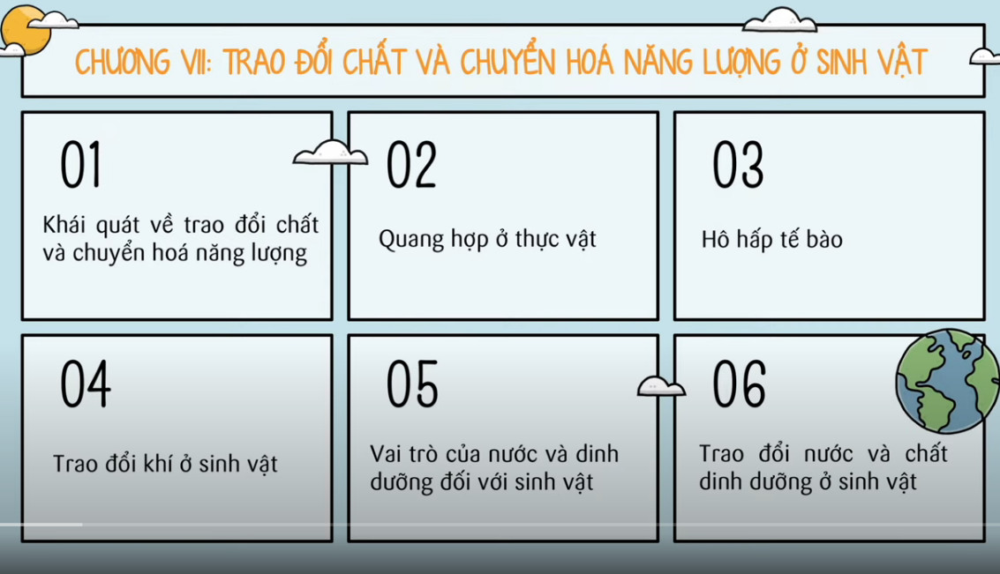 CHƯƠNG VII: TRAO ĐỔI CHẤT VÀ CHUYỂN HOÁ NĂNG LƯỢNG Ở SINH VẬT
01
Khái quát về trao đổi chất
và chuyển hoá năng lượng
02
Quang hợp ở thực vật
03
Hô hấp tế bào
04
Trao đổi khí ở sinh vật
05
Vai trò của nước và dinh
dưỡng đối với sinh vật
06
Trao đổi nước và chất
dinh dưỡng ở sinh vật